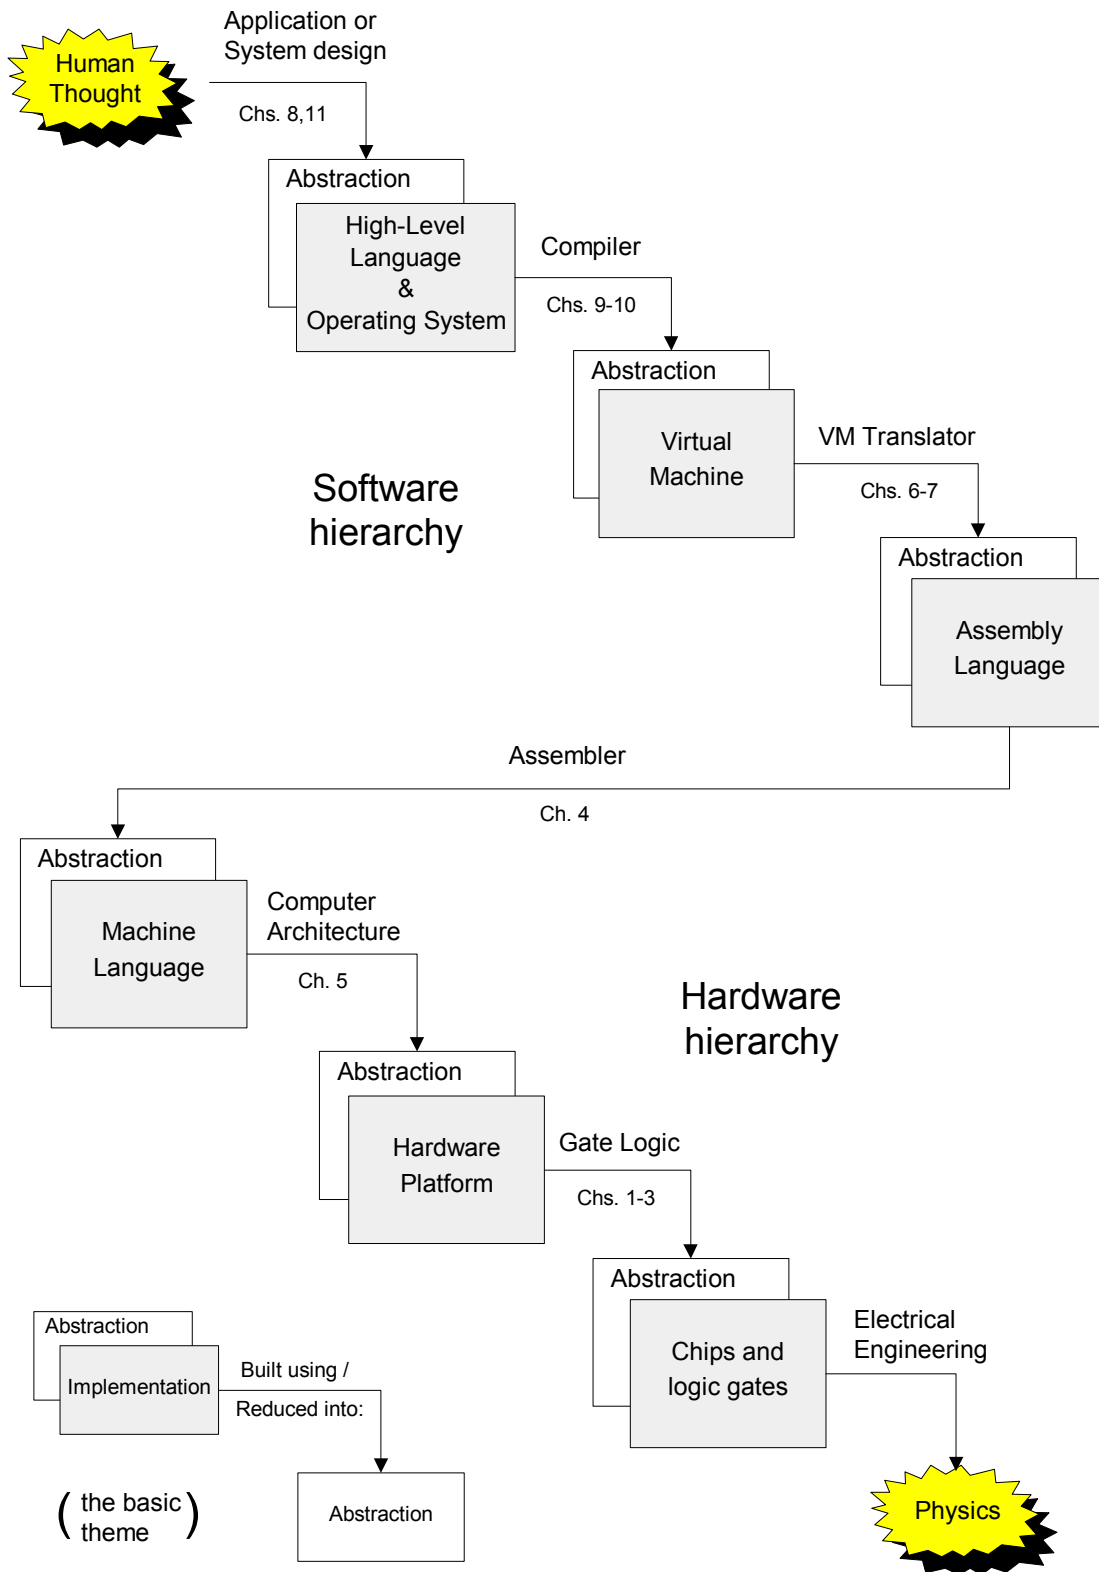 Human
Thought
Application or
System design
Chs. 8,11
Abstraction
High-Level
Language
&
Operating System
Compiler
Chs. 9-10
Abstraction
Virtual
Machine
VM Translator
Chs. 6-7
Software
hierarchy
Abstraction
Assembly
Language
Assembler
Ch. 4
Abstraction
Machine
Language
Computer
Architecture
Ch. 5
Hardware
hierarchy
Abstraction
Hardware
Platform
Gate Logic
Chs. 1-3
Abstraction
Chips and
logic gates
Electrical
Engineering
Physics
Abstraction
Implementation
Built using /
Reduced into:
Abstraction
( the basic
theme )